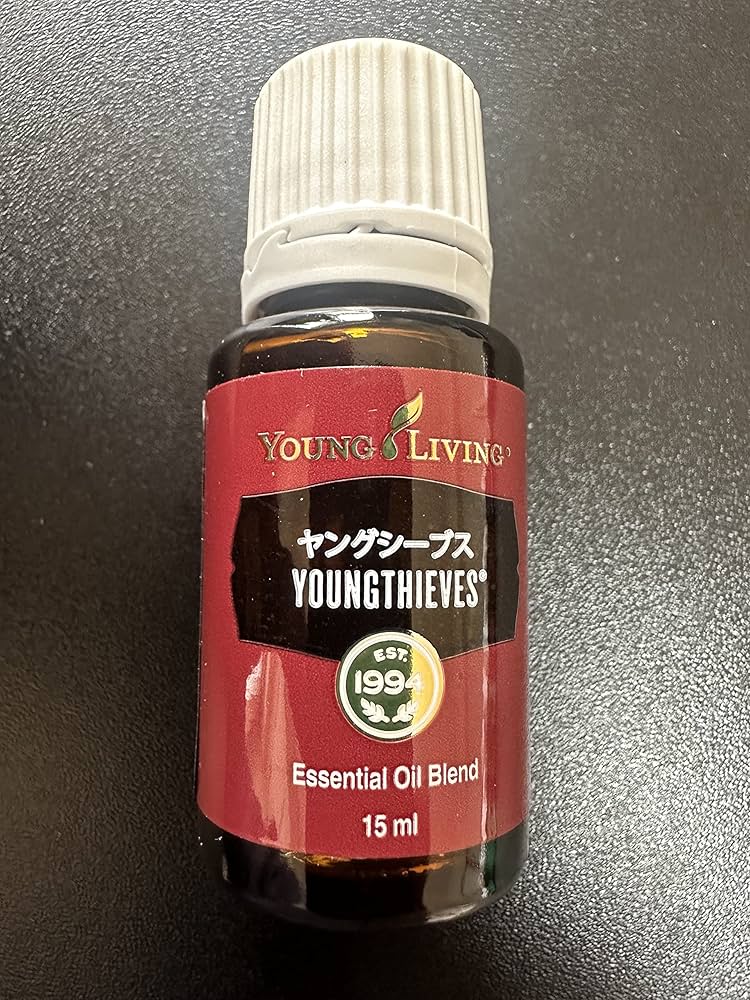 YOUNG LIVING
ヤングシーブス
YOUNGTHIEVES®
EST.
1994
Essential Oil Blend
15 ml